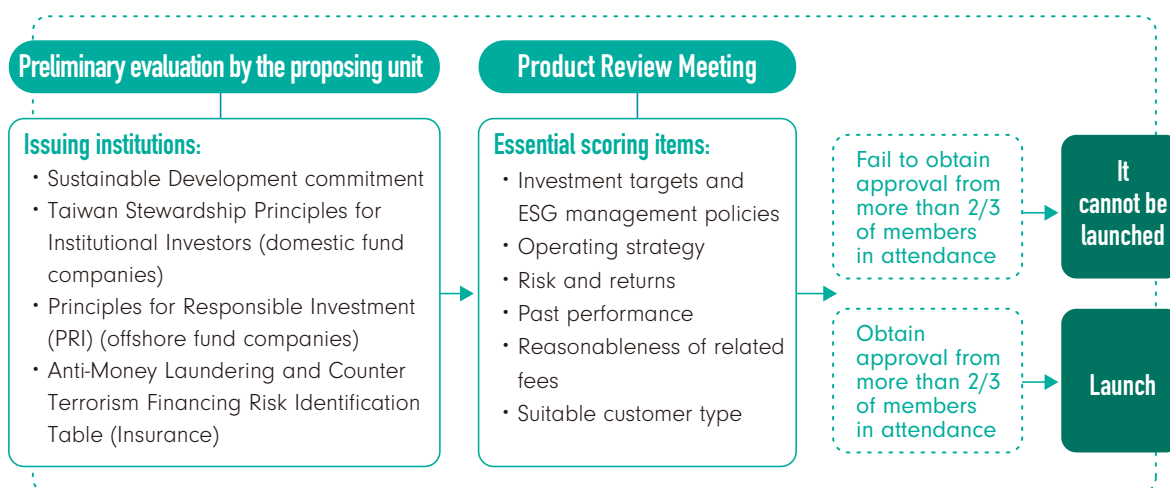 Preliminary evaluation by the proposing unit
Issuing institutions:
・Sustainable Development commitment
・Taiwan Stewardship Principles for
Institutional Investors (domestic fund
companies)
・Principles for Responsible Investment
(PRI) (offshore fund companies)
・Anti-Money Laundering and Counter
Terrorism Financing Risk Identification
Table (Insurance)
Product Review Meeting
Essential scoring items:
・Investment targets and
ESG management policies
・Operating strategy
・Risk and returns
・Past performance
・Reasonableness of related
fees
・Suitable customer type
Fail to obtain
approval from
more than 2/3
of members
in attendance
It
cannot be
launched
Obtain
approval from
more than 2/3
of members
in attendance
Launch